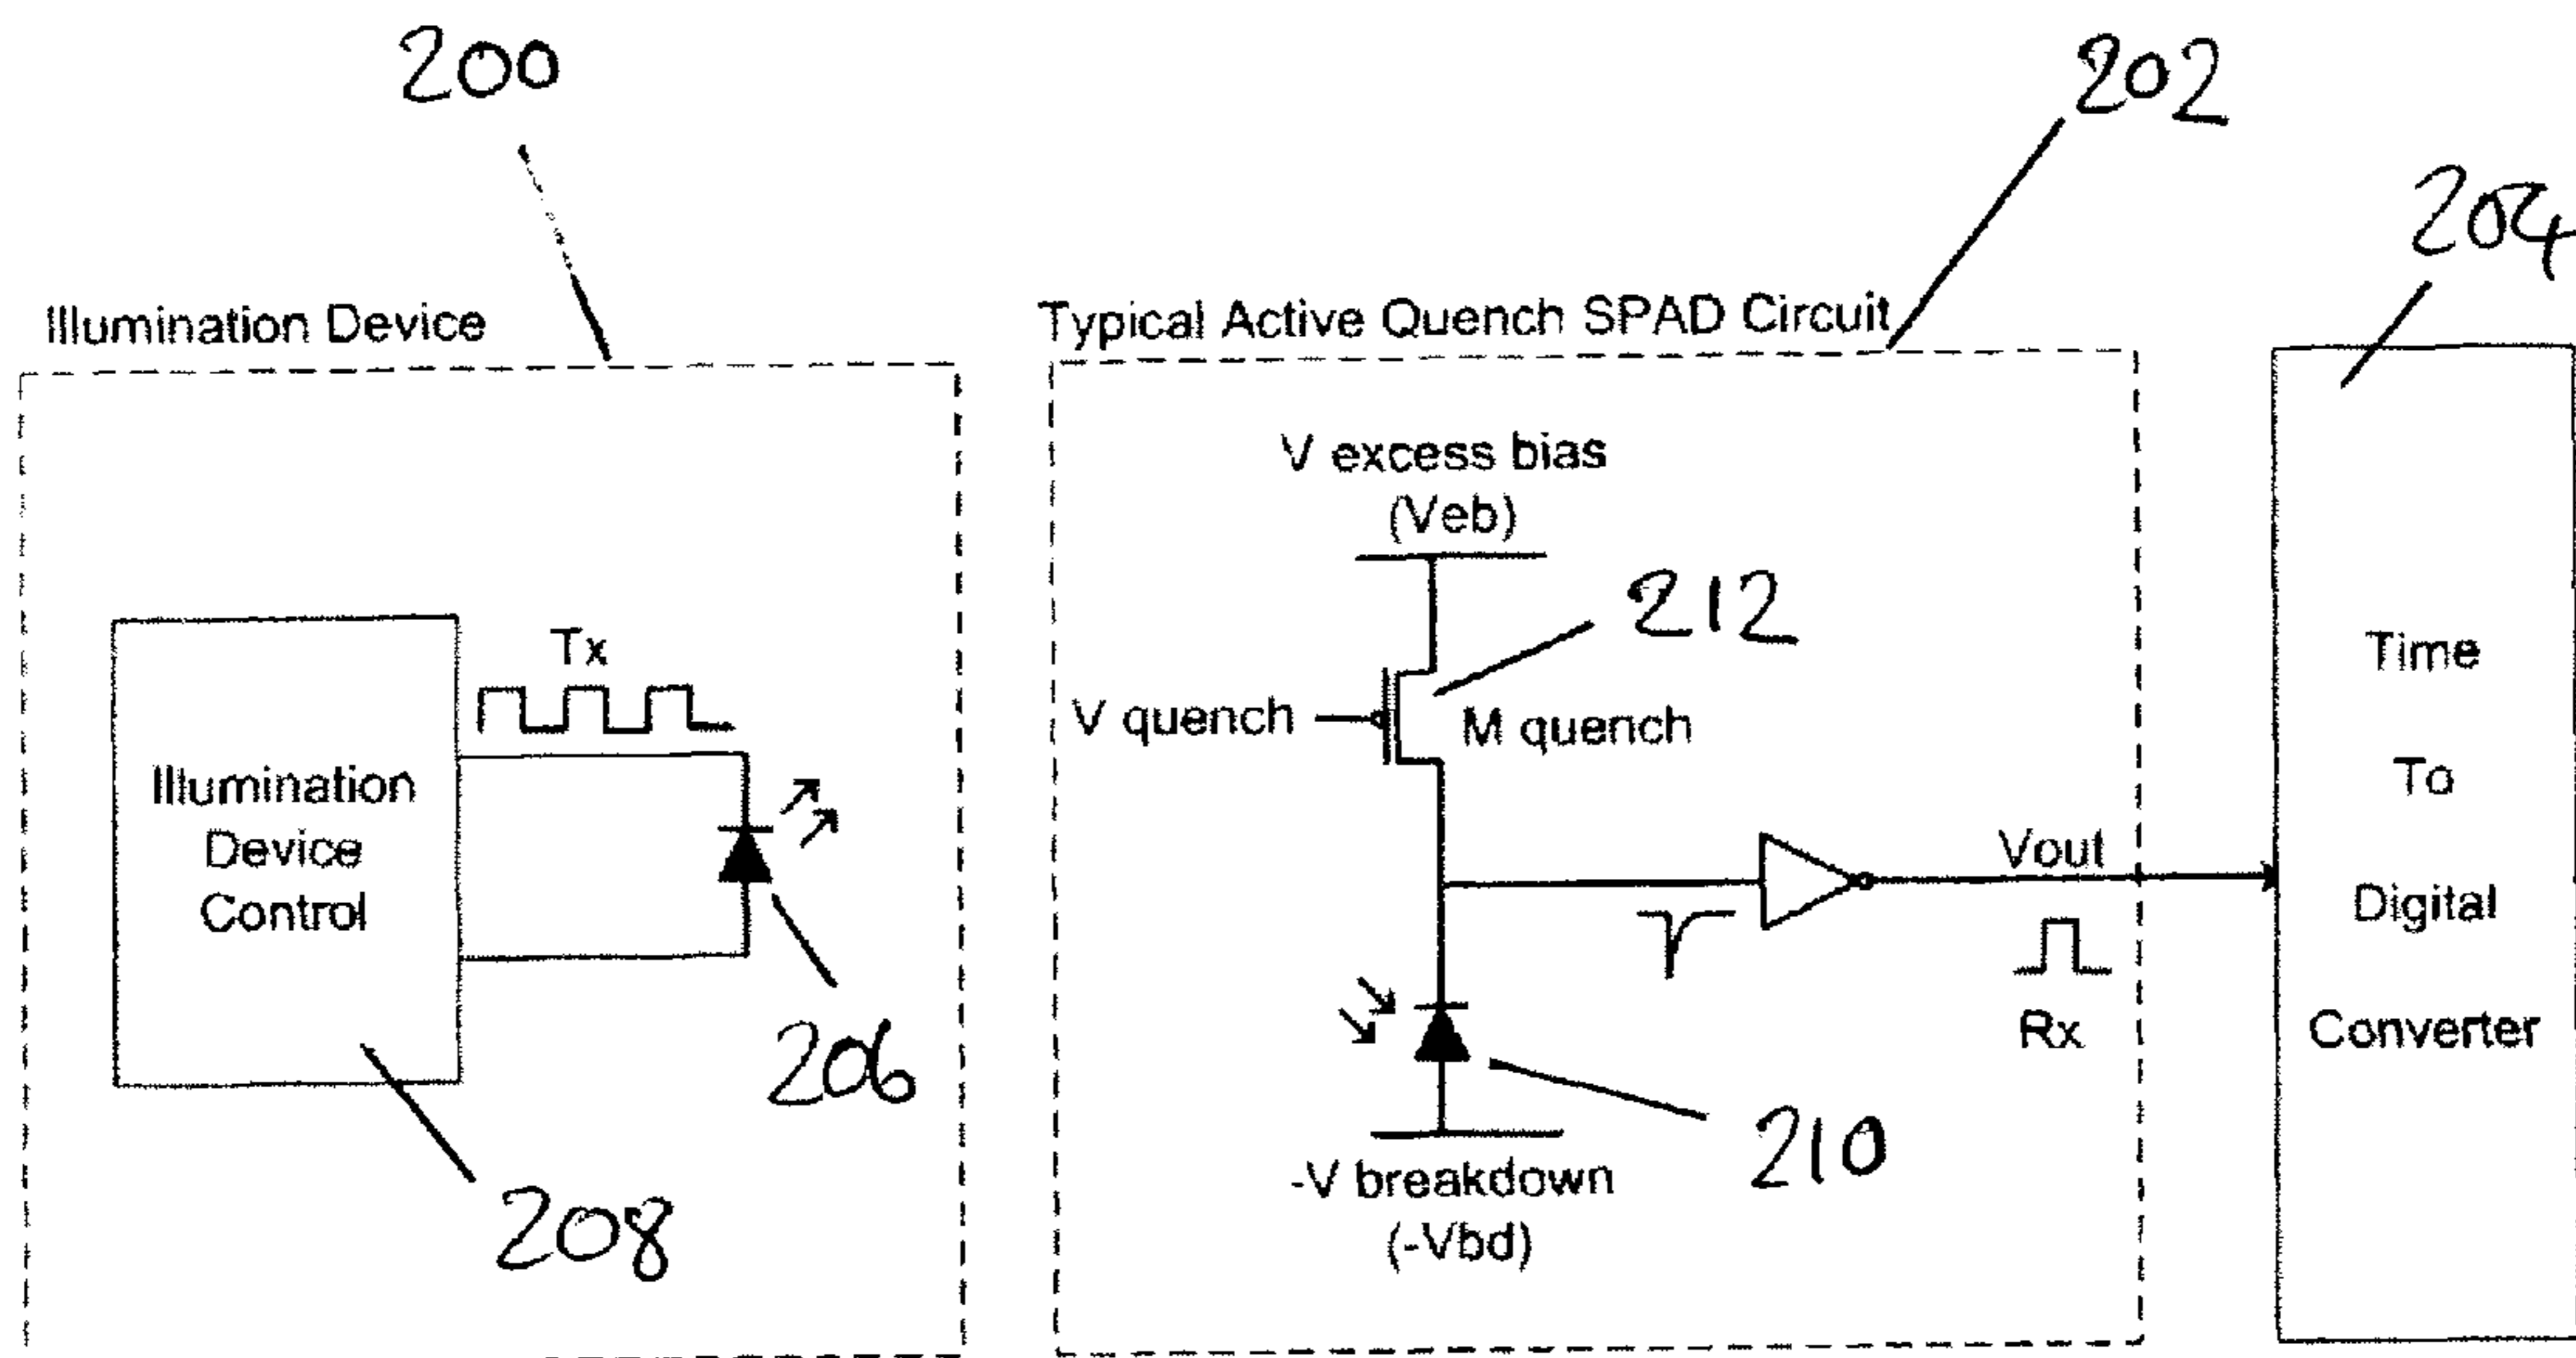 200
202
204
Illumination Device
Typical Active Quench SPAD Circuit
V excess bias
(Veb)
212
Tx
V quench
M quench
Illumination
Device
Control
206
208
Vout
Rx
210
-V breakdown
(-Vbd)
Time
To
Digital
Converter